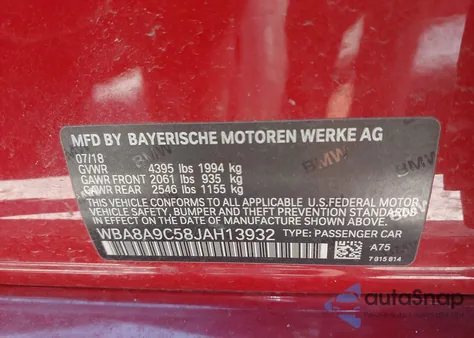 MFD BY BAYERISCHE MOTOREN WERKE AG
07/18
GVWR 4395 lbs 1994 kg
GAWR FRONT 2061 lbs 935 kg
GAWR REAR 2546 lbs 1155 kg
THIS VEHICLE CONFORMS TO ALL APPLICABLE U.S.FEDERAL MOTOR
VEHICLE SAFETY, BUMPER, AND THEFT PREVENTION STANDARDS IN
EFFECT ON THE DATE OF MANUFACTURE SHOWN ABOVE.
WBA8A9C58JAH13932 TYPE: PASSENGER CAR
A75
7 015 814
BMW
BMW
autoSnap